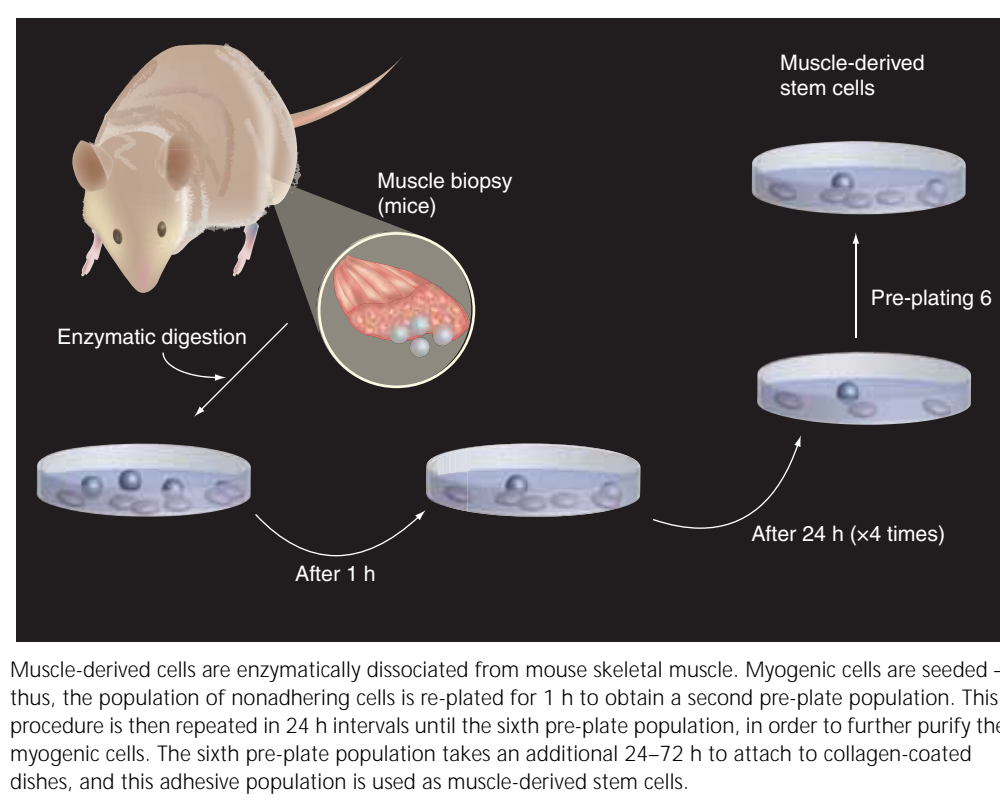 Muscle-derived
stem cells
Muscle biopsy
(mice)
Pre-plating 6
Enzymatic digestion
After 24 h (×4 times)
After 1 h
Muscle-derived cells are enzymatically dissociated from mouse skeletal muscle. Myogenic cells are seeded –
thus, the population of nonadhering cells is re-plated for 1 h to obtain a second pre-plate population. This
procedure is then repeated in 24 h intervals until the sixth pre-plate population, in order to further purify the
myogenic cells. The sixth pre-plate population takes an additional 24–72 h to attach to collagen-coated
dishes, and this adhesive population is used as muscle-derived stem cells.